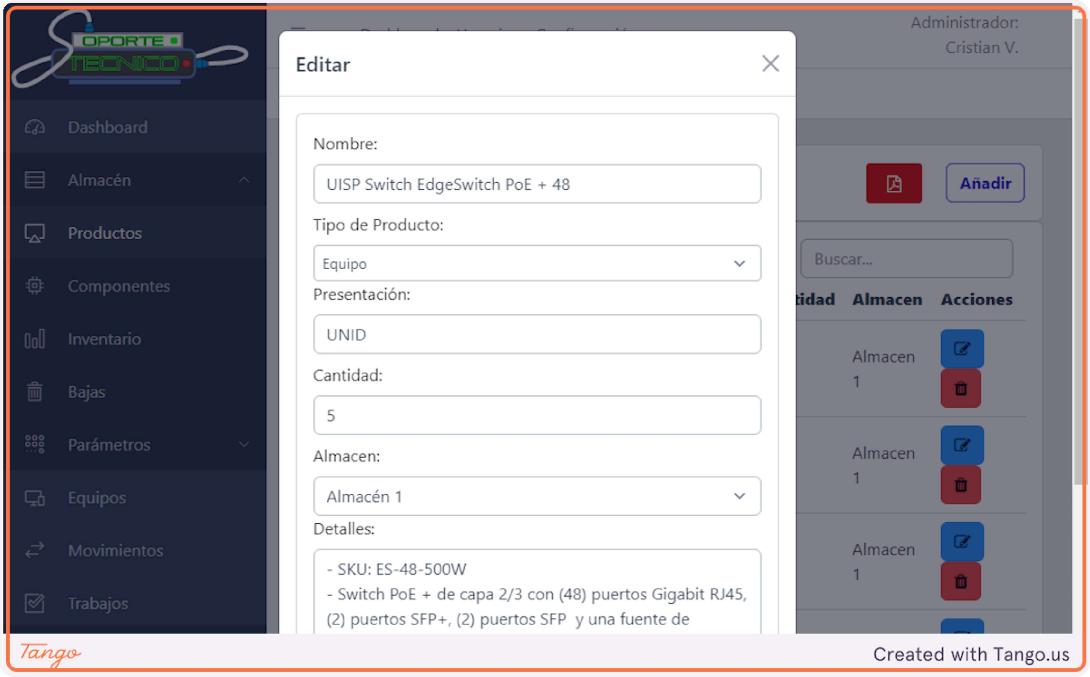 SOPORTE
TECNICO
Administrador:
Cristian V.
Dashboard
Almacén
Productos
Componentes
Inventario
Bajas
Parámetros
Equipos
Movimientos
Trabajos
Editar
Nombre:
UISP Switch EdgeSwitch PoE + 48
Tipo de Producto:
Equipo
Presentación:
UNID
Cantidad:
5
Almacen:
Almacén 1
Detalles:
- SKU: ES-48-500W
- Switch PoE + de capa 2/3 con (48) puertos Gigabit RJ45,
(2) puertos SFP+, (2) puertos SFP y una fuente de
Añadir
Buscar...
tidad Almacen Acciones
Almacen
1
Almacen
1
Almacen
1
Tango
Created with Tango.us